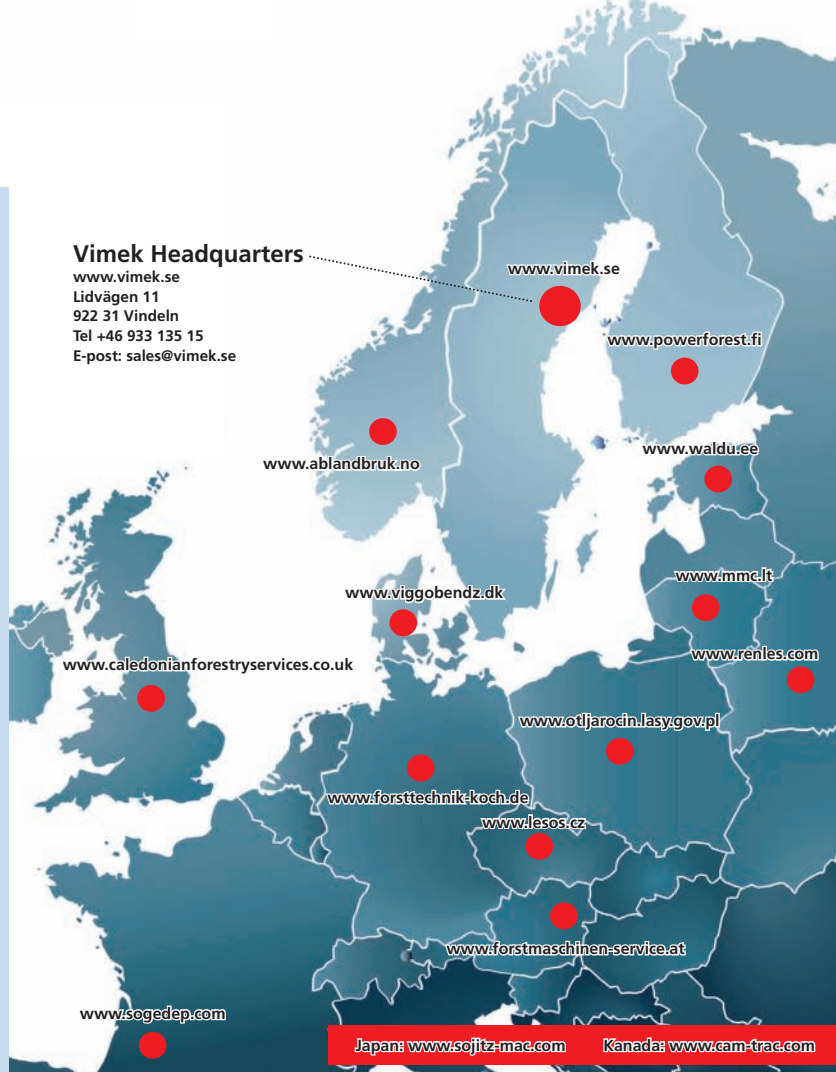 Vimek Headquarters
www.vimek.se
Lidvägen 11
922 31 Vindeln
Tel +46 933 135 15
E-post: sales@vimek.se
www.vimek.se
www.powerforest.fi
www.waldu.ee
www.ablandbruk.no
www.mmc.lt
www.viggobendz.dk
www.renles.com
www.caledonianforestryservices.co.uk
www.otljarocin.lasy.gov.pl
www.forsttechnik-koch.de
www.lesos.cz
www.forstmaschinen-service.at
www.sogedep.com
Japan: www.sojitz-mac.com Kanada: www.cam-trac.com